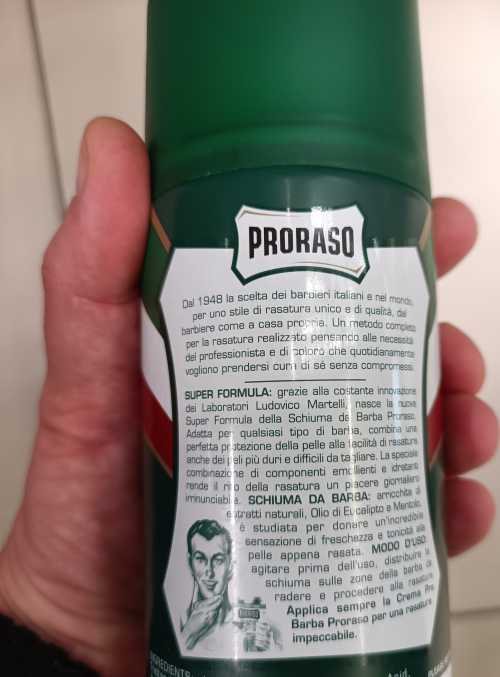 PRORASO
Dal 1948 la scelta dei barbieri italiani e nel mondo,
per uno stile di rasatura unico e di qualità, dal
barbiere come a casa propria. Un metodo completo
per la rasatura realizzato pensando alle necessità
del professionista e di coloro che quotidianamente
vogliono prendersi cura di sé senza compromessi.
SUPER FORMULA: grazie alla costante innovazione
dei Laboratori Ludovico Martelli, nasce la nuova
Super Formula della Schiuma da Barba Proraso.
Adatta per qualsiasi tipo di barba, combina una
perfetta protezione della pelle alla facilità di rasatura
anche dei peli più duri e difficili da tagliare. La speciale
combinazione di componenti emollienti e idratanti
rende il rito della rasatura un piacere giornaliero
irrinunciabile. SCHIUMA DA BARBA: arricchita di
estratti naturali, Olio di Eucalipto e Mentolo,
è studiata per donare un'incredibile
sensazione di freschezza e tonicità alla
pelle appena rasata. MODO D'USO:
agitare prima dell'uso, distribuire la
schiuma sulle zone della barba da
radere e procedere alla rasatura.
Applica sempre la Crema Pre
Barba Proraso per una rasatura
impeccabile.
PRORASO
INGREDIENTS
Acid,